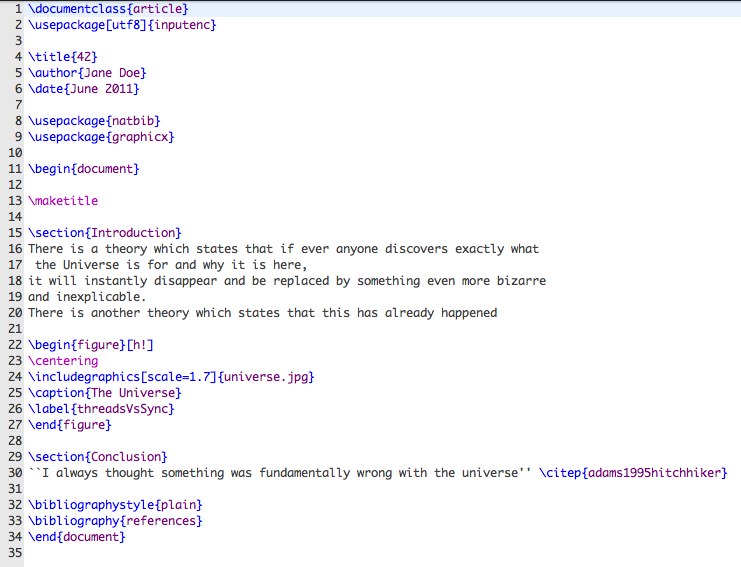 1 \documentclass{article}
2 \usepackage[utf8]{inputenc}
3
4 \title{42}
5 \author{Jane Doe}
6 \date{June 2011}
7
8 \usepackage{natbib}
9 \usepackage{graphicx}
10
11 \begin{document}
12
13 \maketitle
14
15 \section{Introduction}
16 There is a theory which states that if ever anyone discovers exactly what
17  the Universe is for and why it is here,
18 it will instantly disappear and be replaced by something even more bizarre
19 and inexplicable.
20 There is another theory which states that this has already happened
21
22 \begin{figure}[h!]
23 \centering
24 \includegraphics[scale=1.7]{universe.jpg}
25 \caption{The Universe}
26 \label{threadsVsSync}
27 \end{figure}
28
29 \section{Conclusion}
30 ``I always thought something was fundamentally wrong with the universe'' \citep{adams1995hitchhiker}
31
32 \bibliographystyle{plain}
33 \bibliography{references}
34 \end{document}
35